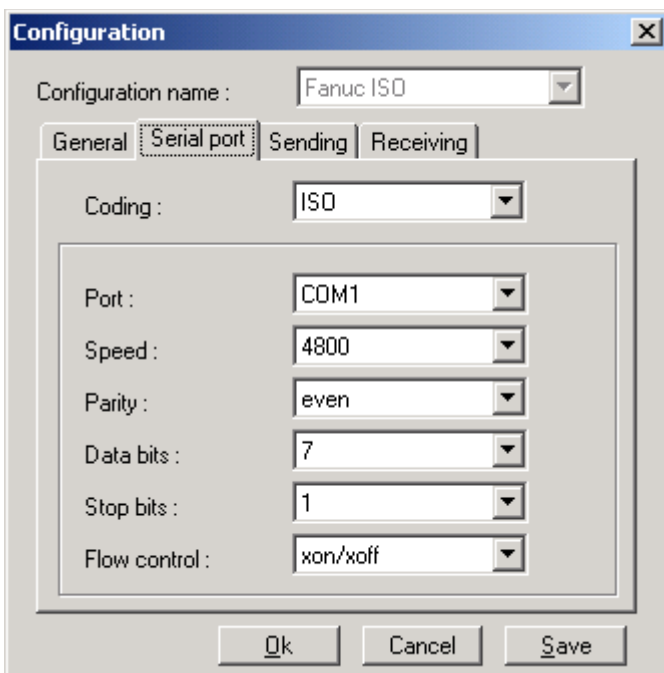 Configuration
Configuration name : Fanuc ISO
General Serial port Sending Receiving
Coding : ISO
Port : COM1
Speed : 4800
Parity : even
Data bits : 7
Stop bits : 1
Flow control : xon/xoff
Ok Cancel Save